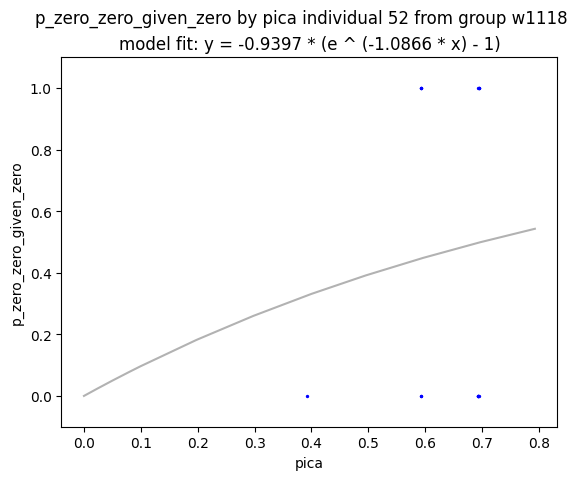 p_zero_zero_given_zero by pica individual 52 from group w1118
model fit: y = -0.9397 * (e ^ (-1.0866 * x) - 1)
1.0
0.8
0.6
0.4
0.2
0.0
p_zero_zero_given_zero
0.0 0.1 0.2 0.3 0.4 0.5 0.6 0.7 0.8
pica